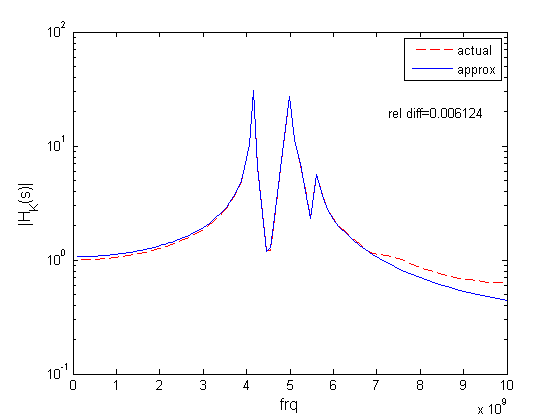 10^2
actual
approx
rel diff=0.006124
10^1
|H_K(s)|
10^0
10^-1
0 1 2 3 4 5 6 7 8 9 10
frq
x 10^9